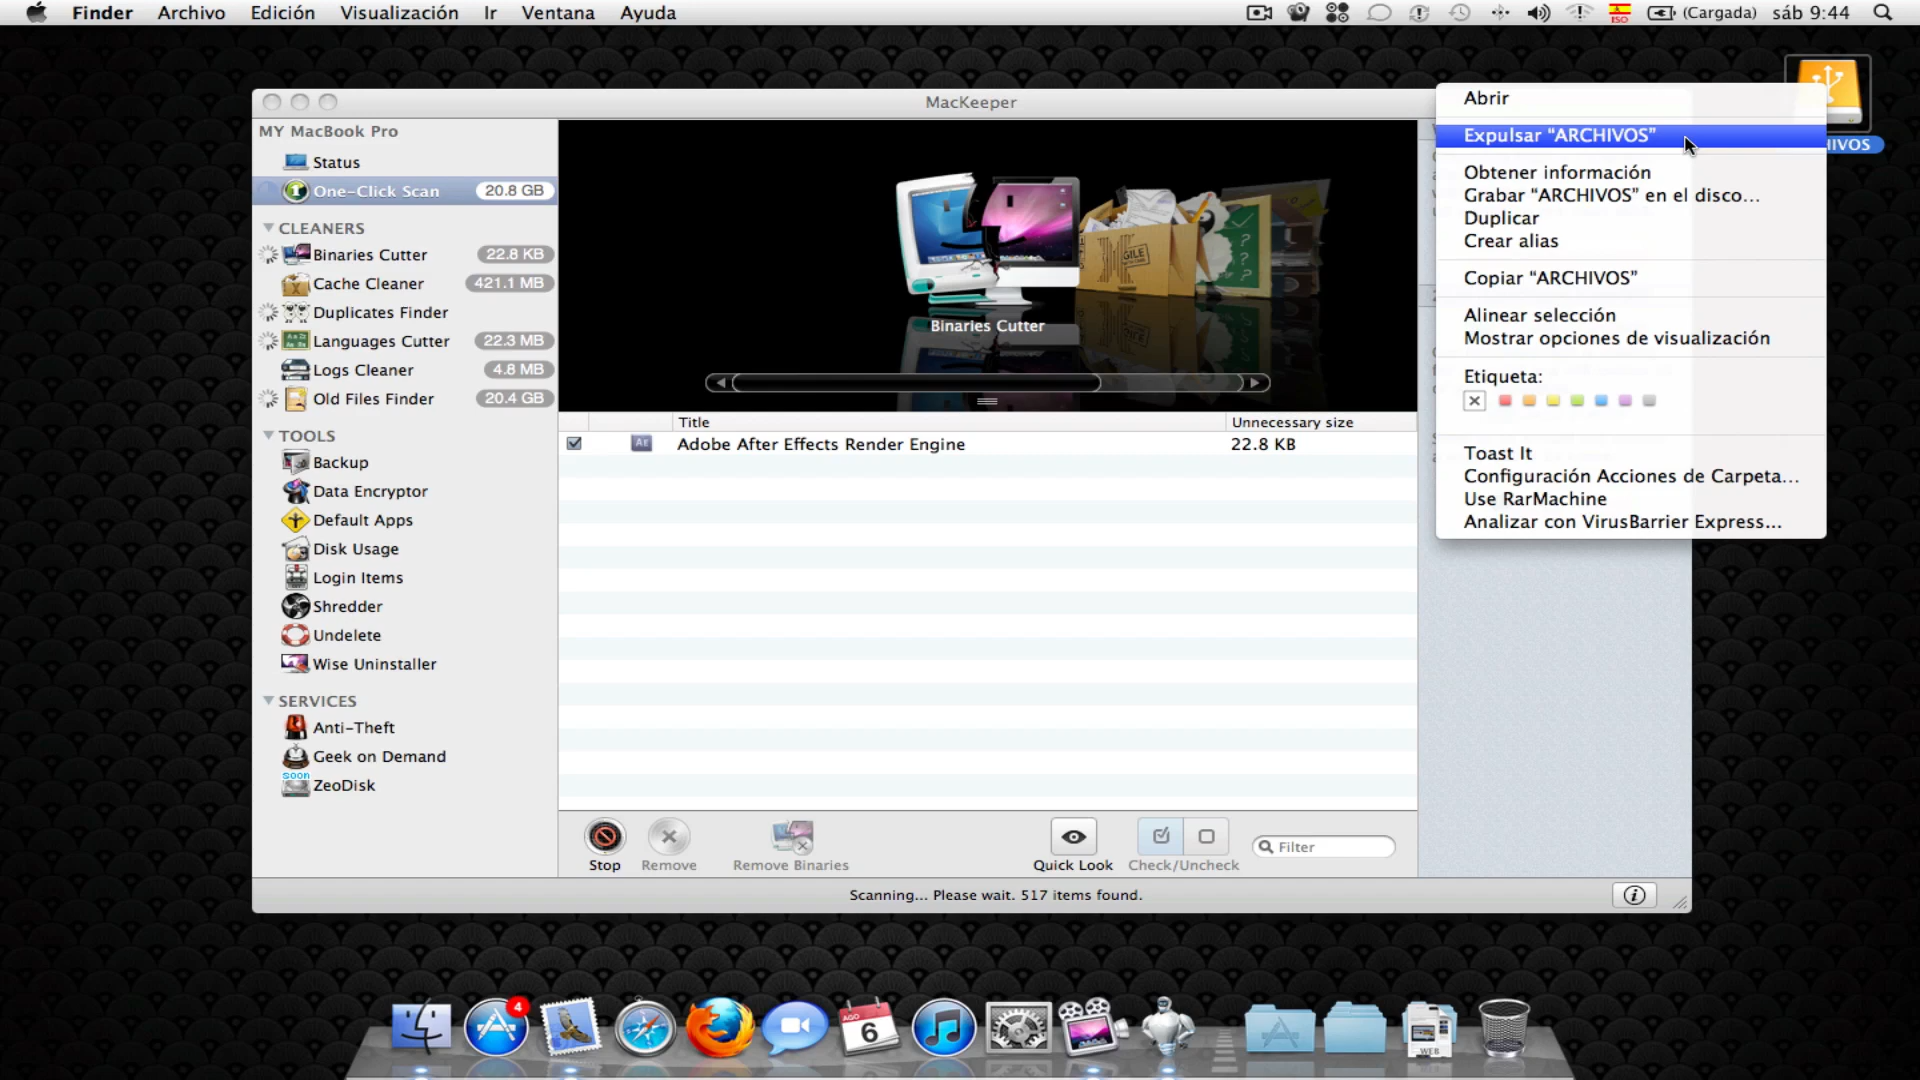 Finder Archivo Edición Visualización Ir Ventana Ayuda
ISO (Cargada) sáb 9:44
MacKeeper
MY MacBook Pro
Status
One-Click Scan 20.8 GB
CLEANERS
Binaries Cutter 22.8 KB
Cache Cleaner 421.1 MB
Duplicates Finder
Languages Cutter 22.3 MB
Logs Cleaner 4.8 MB
Old Files Finder 20.4 GB
TOOLS
Backup
Data Encryptor
Default Apps
Disk Usage
Login Items
Shredder
Undelete
Wise Uninstaller
SERVICES
Anti-Theft
Geek on Demand
soon
ZeoDisk
Binaries Cutter
Title Unnecessary size
Adobe After Effects Render Engine 22.8 KB
Stop Remove Remove Binaries Quick Look Check/Uncheck Filter
Scanning... Please wait. 517 items found.
Abrir
Expulsar “ARCHIVOS”
Obtener información
Grabar “ARCHIVOS” en el disco...
Duplicar
Crear alias
Copiar “ARCHIVOS”
Alinear selección
Mostrar opciones de visualización
Etiqueta:
Toast It
Configuración Acciones de Carpeta...
Use RarMachine
Analizar con VirusBarrier Express...
IVOS
4
AGO
6
WEB